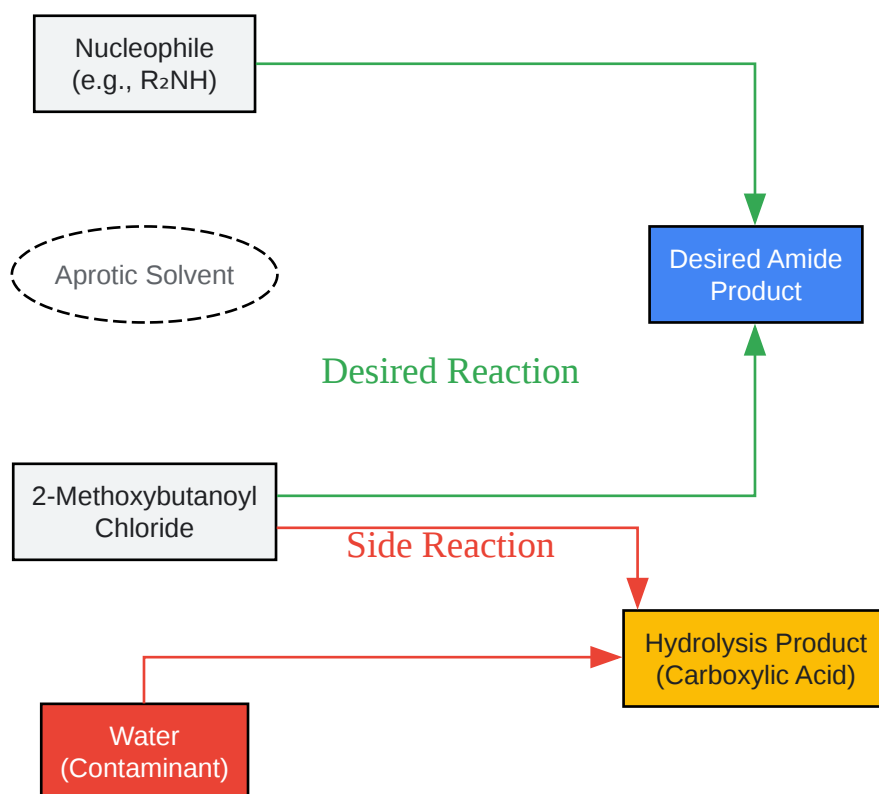 Nucleophile
(e.g., R₂NH)
Aprotic Solvent
Desired Amide
Product
Desired Reaction
2-Methoxybutanoyl
Chloride
Side Reaction
Hydrolysis Product
(Carboxylic Acid)
Water
(Contaminant)